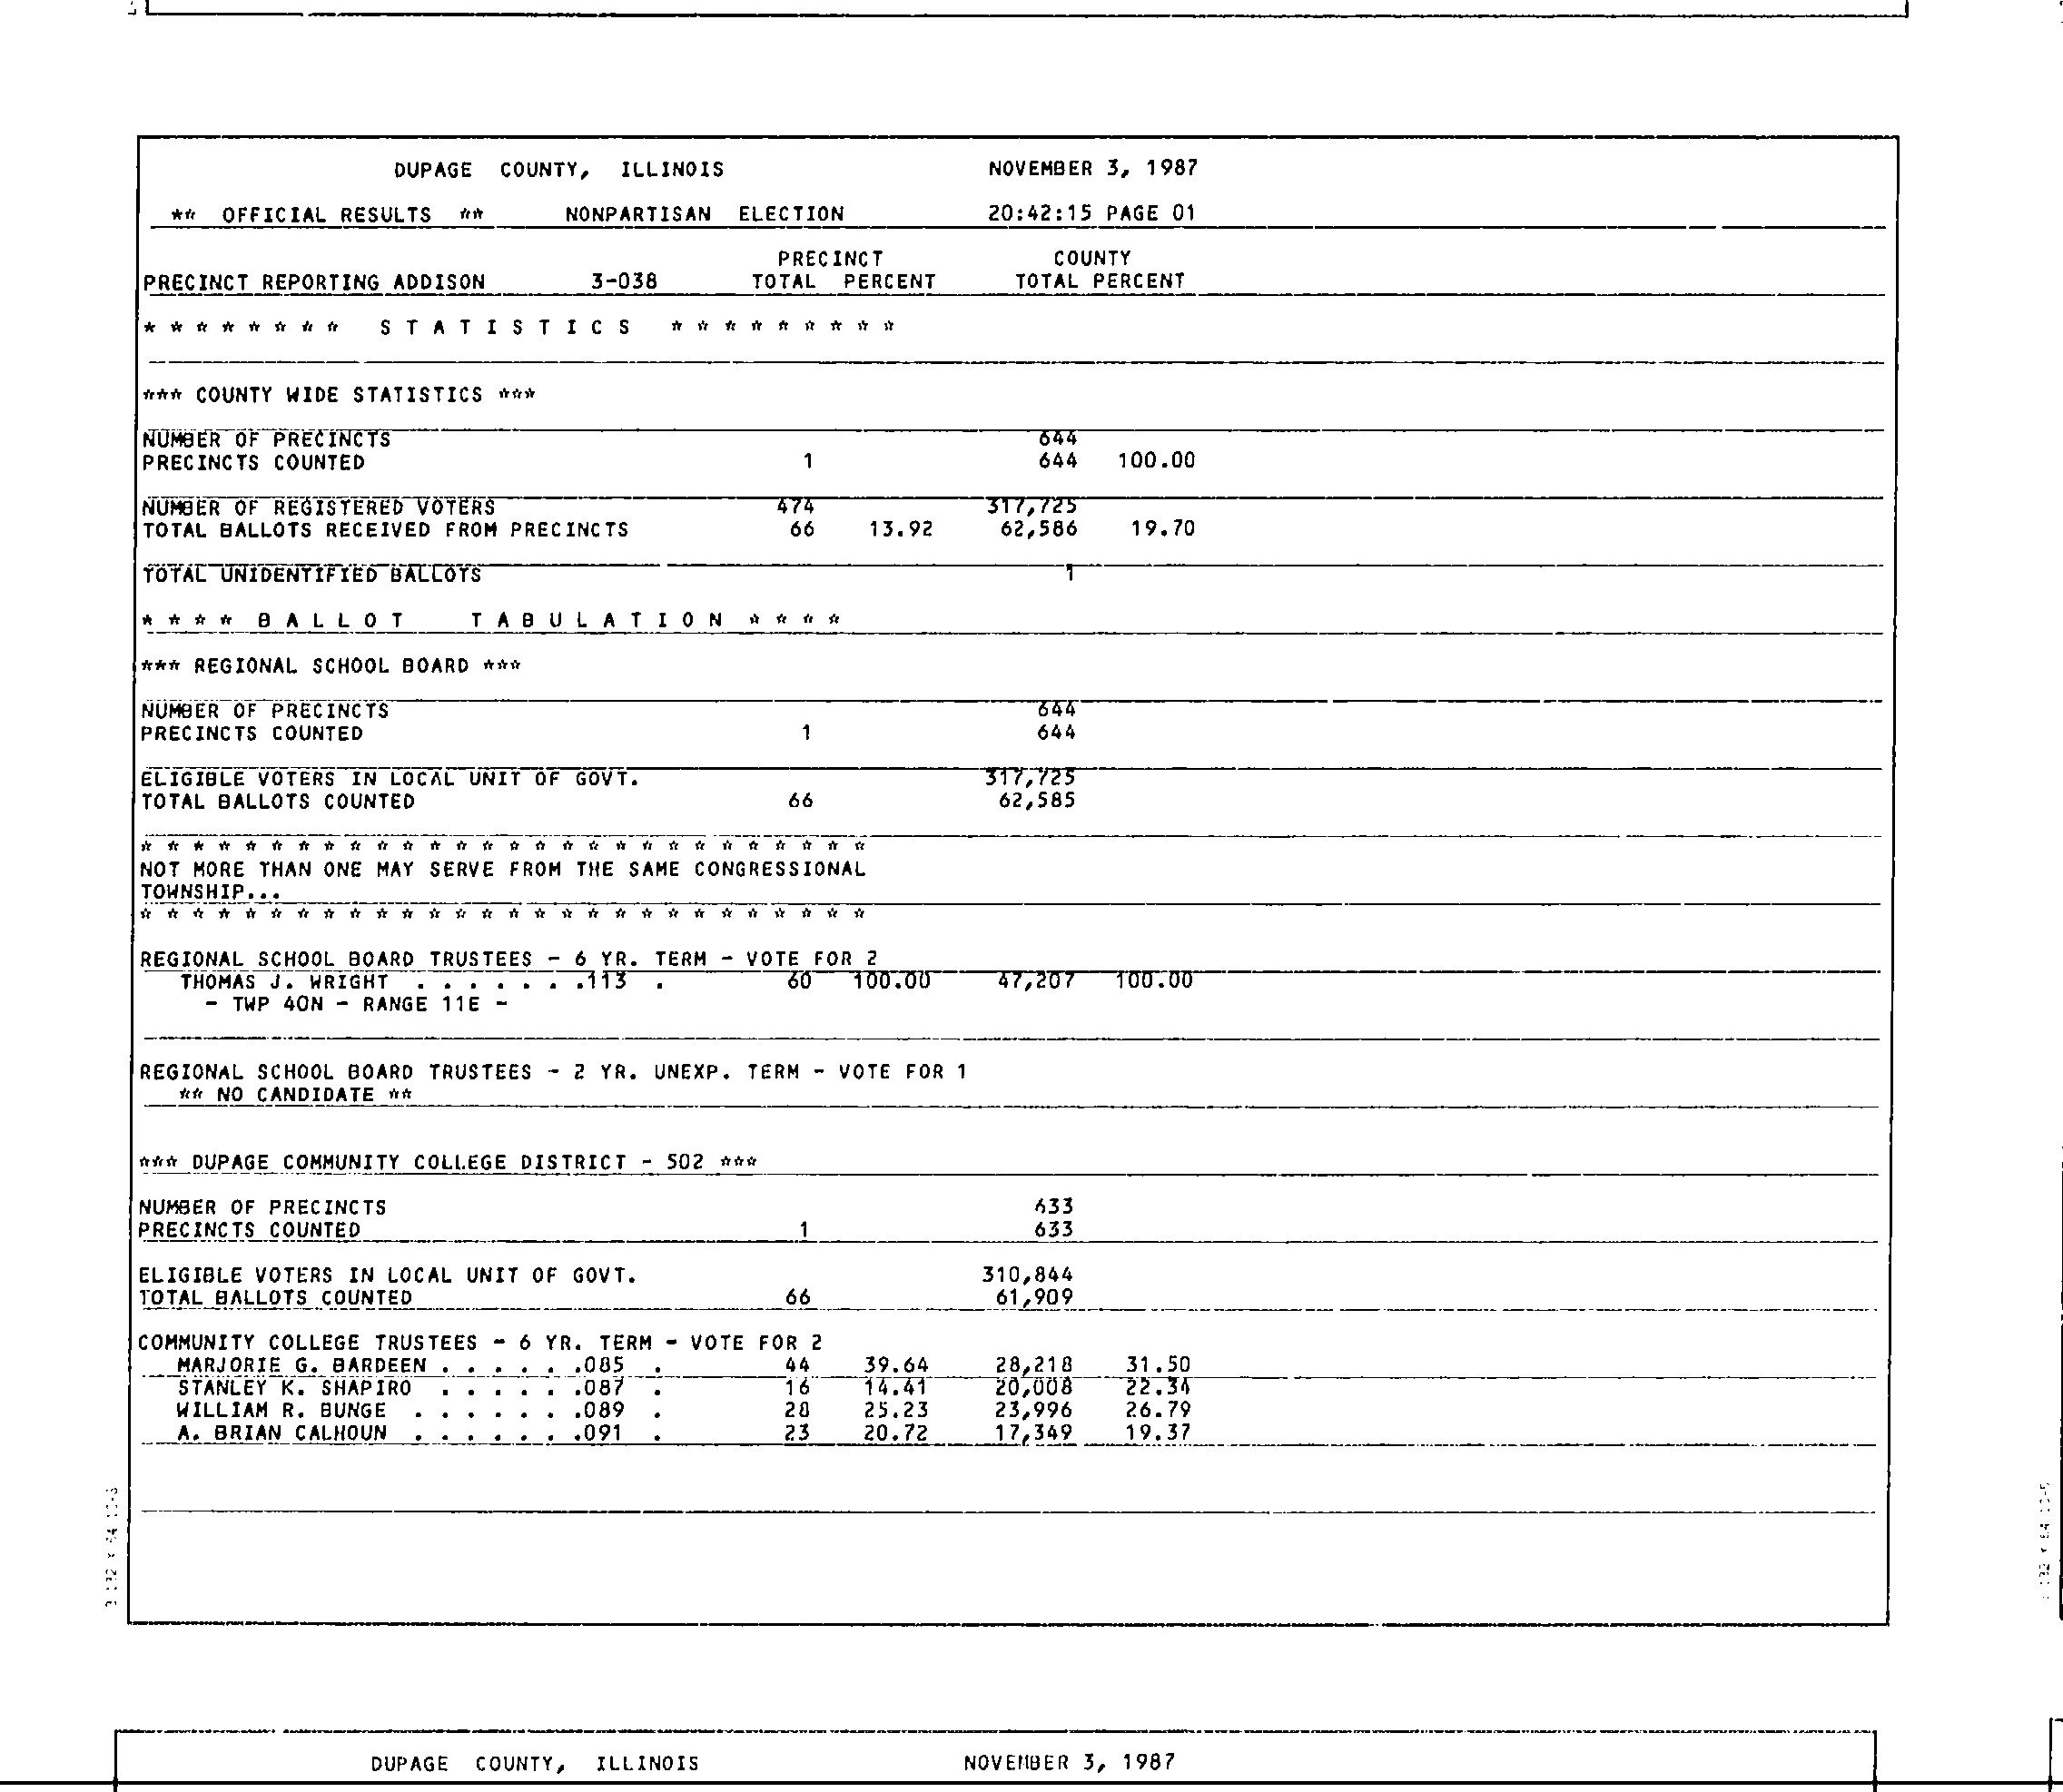 DUPAGE COUNTY, ILLINOIS NOVEMBER 3, 1987
** OFFICIAL RESULTS ** NONPARTISAN ELECTION 20:42:15 PAGE 01
PRECINCT COUNTY
PRECINCT REPORTING ADDISON 3-038 TOTAL PERCENT TOTAL PERCENT
* * * * * * * * S T A T I S T I C S * * * * * * * * *
*** COUNTY WIDE STATISTICS ***
NUMBER OF PRECINCTS 644
PRECINCTS COUNTED 1 644 100.00
NUMBER OF REGISTERED VOTERS 474 317,725
TOTAL BALLOTS RECEIVED FROM PRECINCTS 66 13.92 62,586 19.70
TOTAL UNIDENTIFIED BALLOTS 1
* * * * B A L L O T T A B U L A T I O N * * * *
*** REGIONAL SCHOOL BOARD ***
NUMBER OF PRECINCTS 644
PRECINCTS COUNTED 1 644
ELIGIBLE VOTERS IN LOCAL UNIT OF GOVT. 317,725
TOTAL BALLOTS COUNTED 66 62,585
* * * * * * * * * * * * * * * * * * * * * * * * * * * *
NOT MORE THAN ONE MAY SERVE FROM THE SAME CONGRESSIONAL
TOWNSHIP...
* * * * * * * * * * * * * * * * * * * * * * * * * * * *
REGIONAL SCHOOL BOARD TRUSTEES - 6 YR. TERM - VOTE FOR 2
THOMAS J. WRIGHT . . . . . . .113 . 60 100.00 47,207 100.00
- TWP 40N - RANGE 11E -
REGIONAL SCHOOL BOARD TRUSTEES - 2 YR. UNEXP. TERM - VOTE FOR 1
** NO CANDIDATE **
*** DUPAGE COMMUNITY COLLEGE DISTRICT - 502 ***
NUMBER OF PRECINCTS 633
PRECINCTS COUNTED 1 633
ELIGIBLE VOTERS IN LOCAL UNIT OF GOVT. 310,844
TOTAL BALLOTS COUNTED 66 61,909
COMMUNITY COLLEGE TRUSTEES - 6 YR. TERM - VOTE FOR 2
MARJORIE G. BARDEEN . . . . . .085 . 44 39.64 28,218 31.50
STANLEY K. SHAPIRO . . . . . .087 . 16 14.41 20,008 22.34
WILLIAM R. BUNGE . . . . . . .089 . 28 25.23 23,996 26.79
A. BRIAN CALHOUN . . . . . . .091 . 23 20.72 17,349 19.37
DUPAGE COUNTY, ILLINOIS NOVEMBER 3, 1987